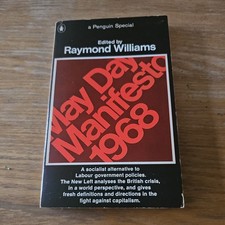 a Penguin Special
Edited by
Raymond Williams
May Day
Manifesto
1968
A socialist alternative to
Labour government policies.
The New Left analyses the British crisis,
in a world perspective, and gives
fresh definitions and directions in the
fight against capitalism.